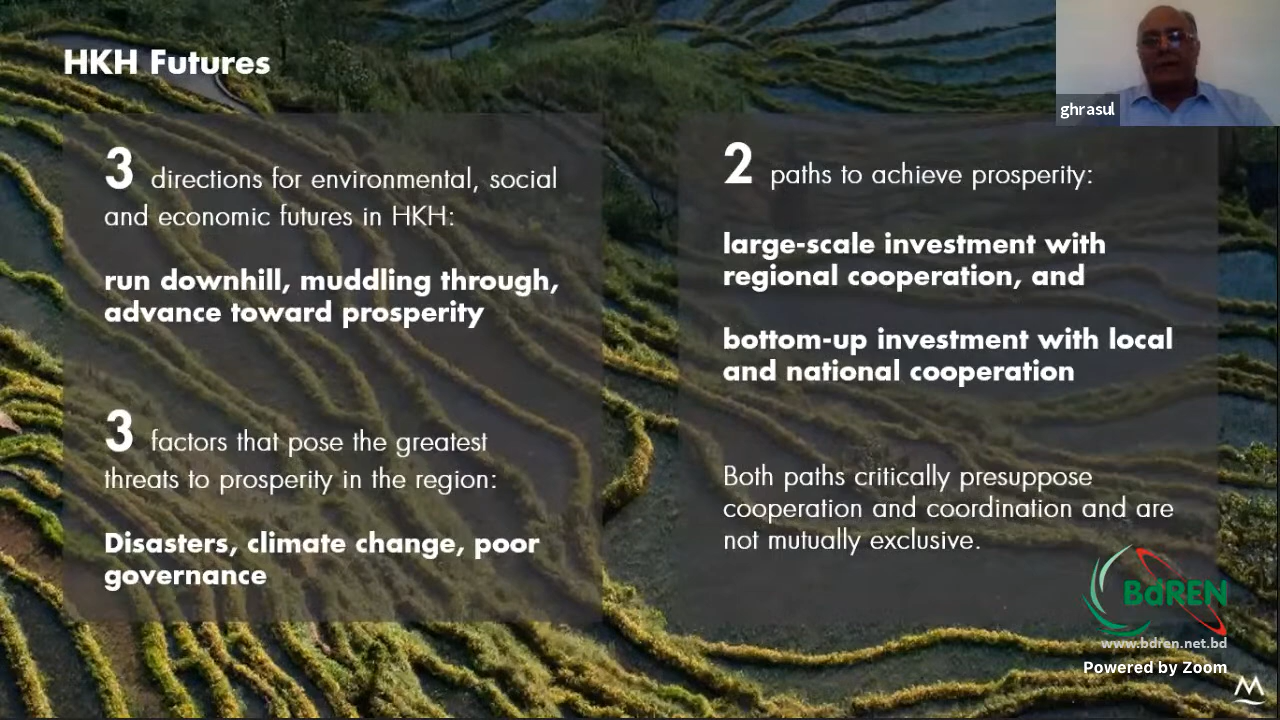 HKH Futures
ghrasul
3 directions for environmental, social
and economic futures in HKH:
run downhill, muddling through,
advance toward prosperity
3 factors that pose the greatest
threats to prosperity in the region:
Disasters, climate change, poor
governance
2 paths to achieve prosperity:
large-scale investment with
regional cooperation, and
bottom-up investment with local
and national cooperation
Both paths critically presuppose
cooperation and coordination and are
not mutually exclusive.
BdREN
www.bdren.net.bd
Powered by Zoom